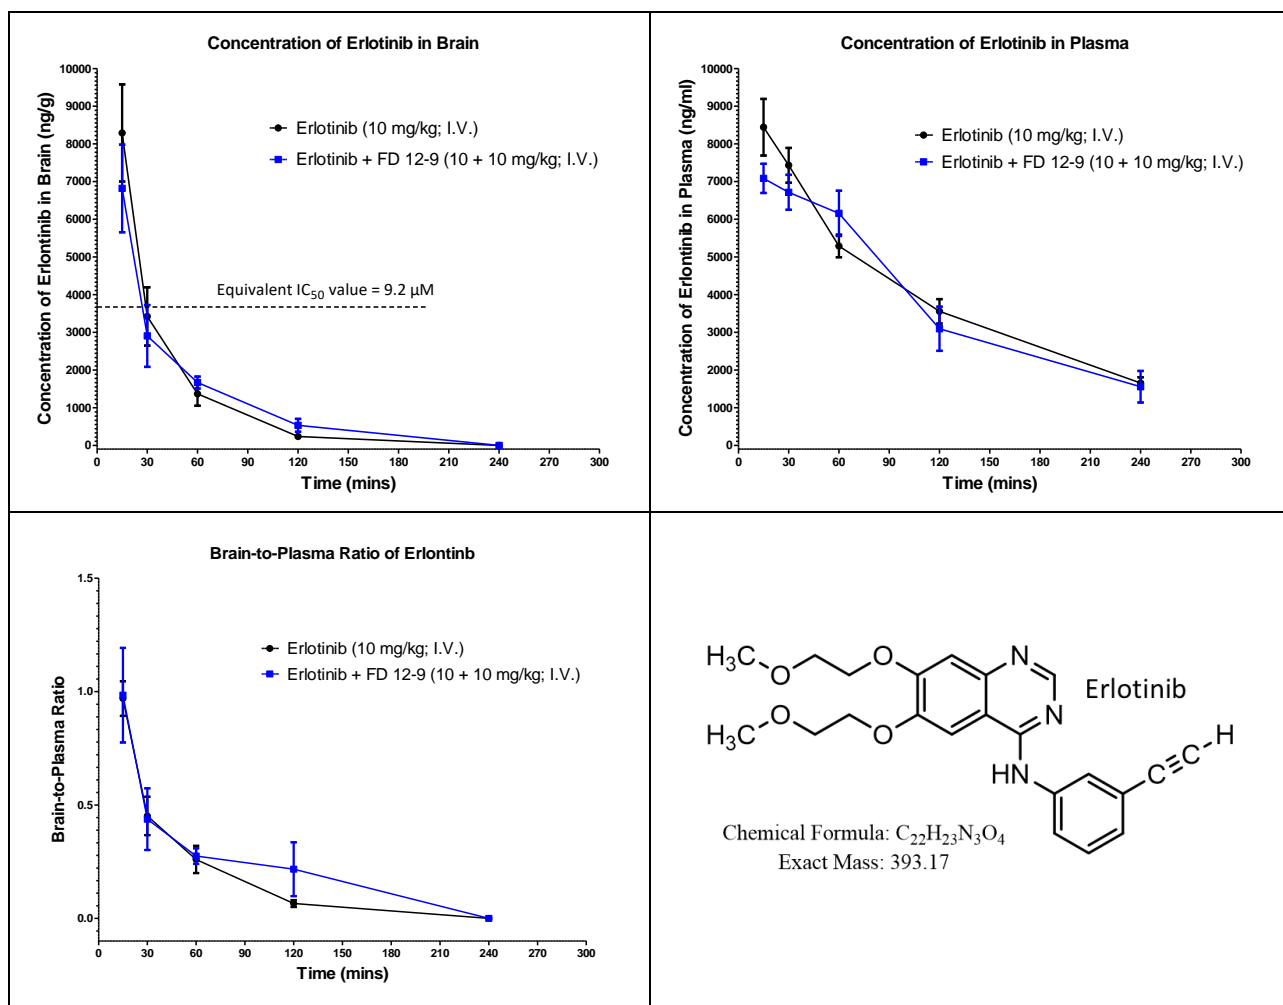 Concentration of Erlotinib in Brain
Concentration of Erlontinib in Brain (ng/g)
10000
9000
8000
7000
6000
5000
4000
3000
2000
1000
0
Erlotinib (10 mg/kg; I.V.)
Erlotinib + FD 12-9 (10 + 10 mg/kg; I.V.)
Equivalent IC50 value = 9.2 µM
0 30 60 90 120 150 180 210 240 270 300
Time (mins)
Concentration of Erlotinib in Plasma
Concentration of Erlontinib in Plasma (ng/ml)
10000
9000
8000
7000
6000
5000
4000
3000
2000
1000
0
Erlotinib (10 mg/kg; I.V.)
Erlotinib + FD 12-9 (10 + 10 mg/kg; I.V.)
0 30 60 90 120 150 180 210 240 270 300
Time (mins)
Brain-to-Plasma Ratio of Erlontinb
Brain-to-Plasma Ratio
1.5
1.0
0.5
0.0
Erlotinib (10 mg/kg; I.V.)
Erlotinib + FD 12-9 (10 + 10 mg/kg; I.V.)
0 30 60 90 120 150 180 210 240 270 300
Time (mins)
H3C O O N
Erlotinib
H3C O O N
HN C C H
Chemical Formula: C22H23N3O4
Exact Mass: 393.17